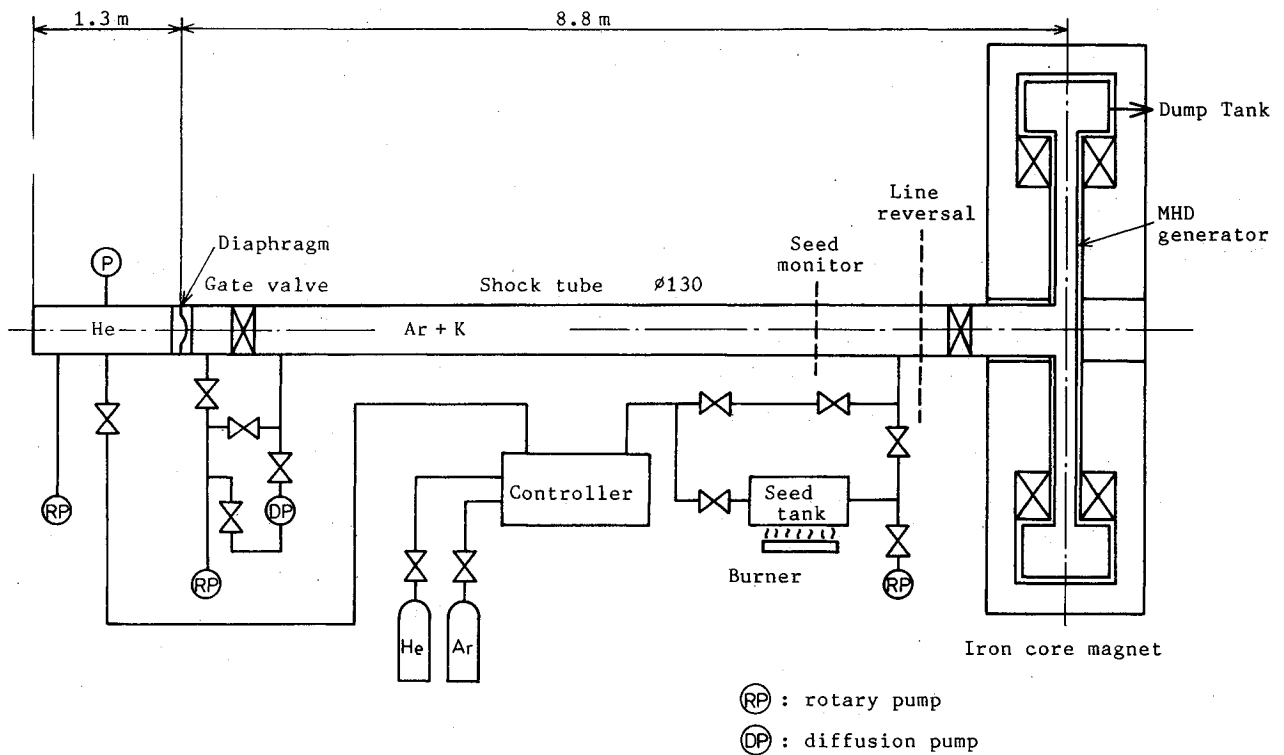 1.3 m
8.8 m
Dump Tank
Line
reversal
MHD
generator
Diaphragm
Seed
monitor
P
Gate valve
Shock tube ø130
He
Ar + K
Controller
Seed
tank
RP
DP
RP
Burner
RP
He
Ar
Iron core magnet
RP : rotary pump
DP : diffusion pump